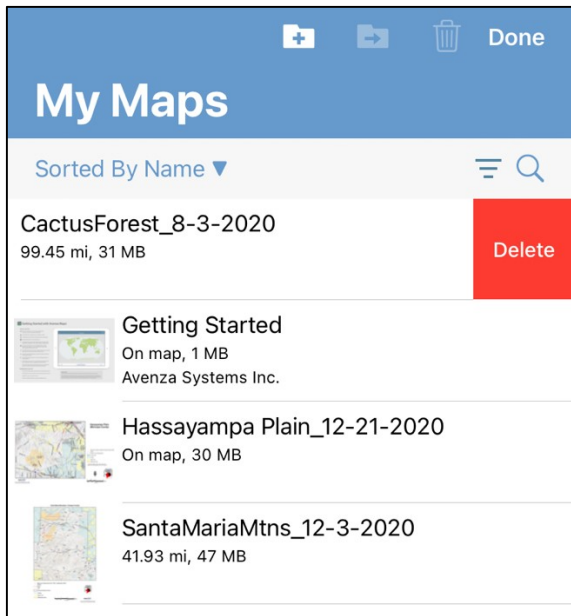 Done
My Maps
Sorted By Name ▼
CactusForest_8-3-2020
99.45 mi, 31 MB
Delete
Getting Started
On map, 1 MB
Avenza Systems Inc.
Hassayampa Plain_12-21-2020
On map, 30 MB
SantaMariaMtns_12-3-2020
41.93 mi, 47 MB